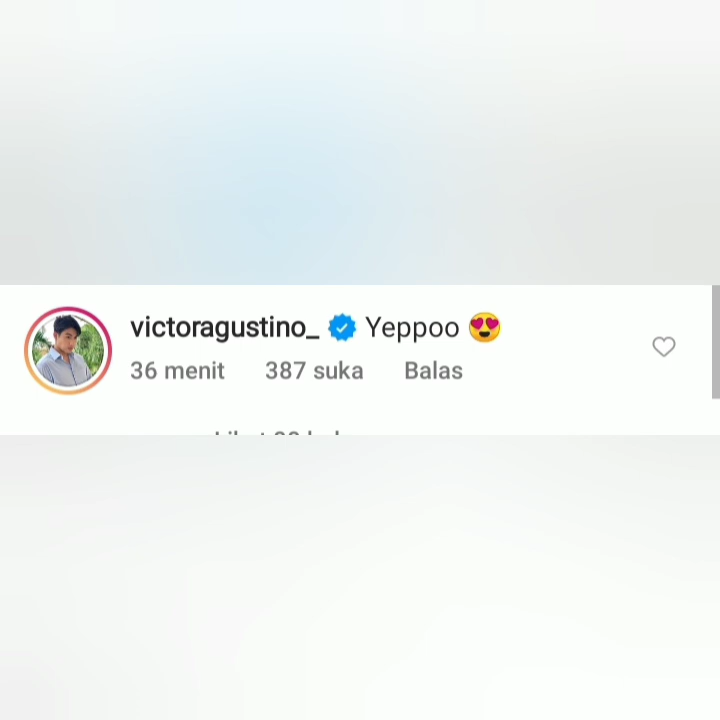 victoragustino_ Yeppoo 😍
36 menit 387 suka Balas